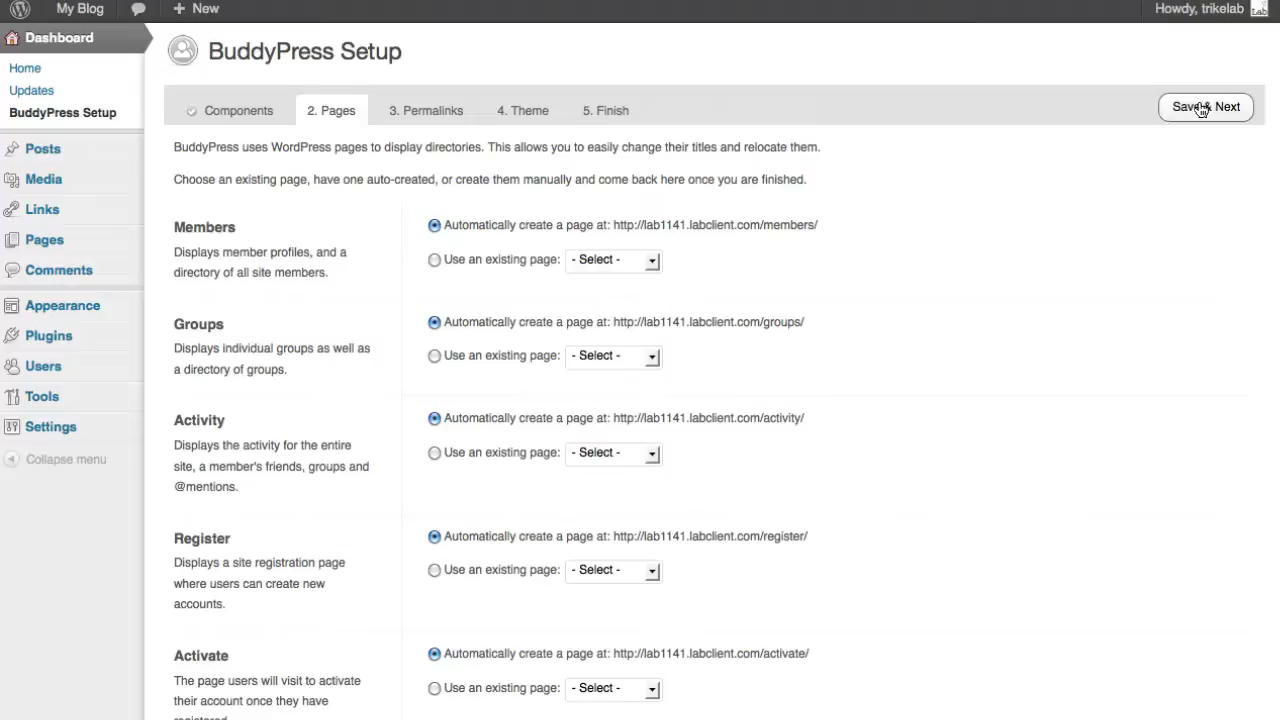 My Blog
New
Howdy, trikelab
Lab
Dashboard
Home
Updates
BuddyPress Setup
Posts
Media
Links
Pages
Comments
Appearance
Plugins
Users
Tools
Settings
Collapse menu
BuddyPress Setup
Components
2. Pages
3. Permalinks
4. Theme
5. Finish
Save & Next
BuddyPress uses WordPress pages to display directories. This allows you to easily change their titles and relocate them.
Choose an existing page, have one auto-created, or create them manually and come back here once you are finished.
Members
Displays member profiles, and a
directory of all site members.
Automatically create a page at: http://lab1141.labclient.com/members/
Use an existing page: - Select -
Groups
Displays individual groups as well as
a directory of groups.
Automatically create a page at: http://lab1141.labclient.com/groups/
Use an existing page: - Select -
Activity
Displays the activity for the entire
site, a member's friends, groups and
@mentions.
Automatically create a page at: http://lab1141.labclient.com/activity/
Use an existing page: - Select -
Register
Displays a site registration page
where users can create new
accounts.
Automatically create a page at: http://lab1141.labclient.com/register/
Use an existing page: - Select -
Activate
The page users will visit to activate
their account once they have
registered.
Automatically create a page at: http://lab1141.labclient.com/activate/
Use an existing page: - Select -